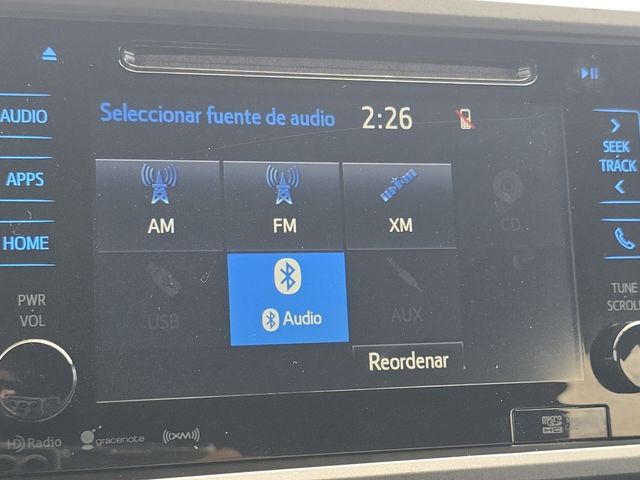 AUDIO
APPS
HOME
PWR
VOL
Seleccionar fuente de audio 2:26
AM FM XM CD
USB Audio AUX
Reordenar
SEEK
TRACK
TUNE
SCROLL
HD Radio gracenote XM
micro
HC